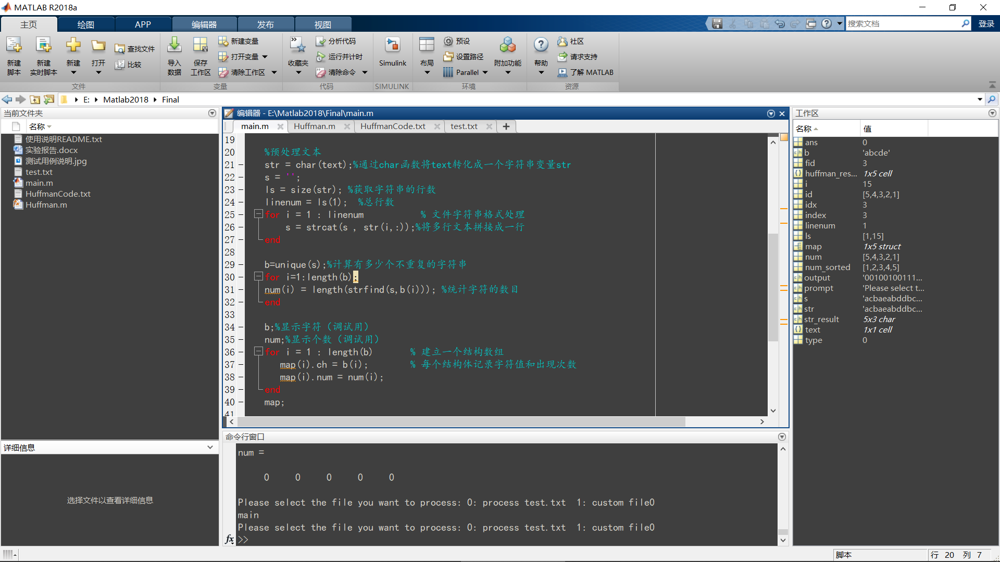 MATLAB R2018a
主页 绘图 APP 编辑器 发布 视图
搜索文档 登录
新建脚本 新建实时脚本 新建 打开 查找文件 比较
导入数据 保存工作区 新建变量 打开变量 清除工作区
收藏夹 分析代码 运行并计时 清除命令
Simulink
布局 预设 设置路径 Parallel 附加功能
帮助 社区 请求支持 了解 MATLAB
文件 变量 代码 SIMULINK 环境 资源
E: Matlab2018 Final
当前文件夹
名称
使用说明README.txt
实验报告.docx
测试用例说明.jpg
test.txt
main.m
HuffmanCode.txt
Huffman.m
详细信息
选择文件以查看详细信息
编辑器 - E:\Matlab2018\Final\main.m
main.m Huffman.m HuffmanCode.txt test.txt
19
20 %预处理文本
21 str = char(text);%通过char函数将text转化成一个字符串变量str
22 s = '';
23 ls = size(str); %获取字符串的行数
24 linenum = ls(1); %总行数
25 for i = 1 : linenum % 文件字符串格式处理
26 s = strcat(s , str(i,:));%将多行文本拼接成一行
27 end
28
29 b=unique(s);%计算有多少个不重复的字符串
30 for i=1:length(b);
31 num(i) = length(strfind(s,b(i))); %统计字符的数目
32 end
33
34 b;%显示字符（调试用）
35 num;%显示个数（调试用）
36 for i = 1 : length(b) % 建立一个结构数组
37 map(i).ch = b(i); % 每个结构体记录字符值和出现次数
38 map(i).num = num(i);
39 end
40 map;
41
命令行窗口
num =
0 0 0 0 0
Please select the file you want to process: 0: process test.txt 1: custom file0
main
Please select the file you want to process: 0: process test.txt 1: custom file0
fx >>
工作区
名称 值
ans 0
b 'abcde'
fid 3
huffman_res... 1x5 cell
i 15
id [5,4,3,2,1]
idx 3
index 3
linenum 1
ls [1,15]
map 1x5 struct
num [5,4,3,2,1]
num_sorted [1,2,3,4,5]
output '00100100111...
prompt 'Please select t...
s 'acbaeabddbc...
str 'acbaeabddbc...
str_result 5x3 char
text 1x1 cell
type 0
脚本 行 20 列 7